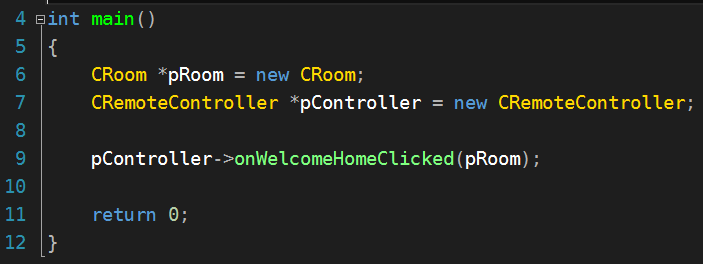 4 int main()
5 {
6 CRoom *pRoom = new CRoom;
7 CRemoteController *pController = new CRemoteController;
8
9 pController->onWelcomeHomeClicked(pRoom);
10
11 return 0;
12 }